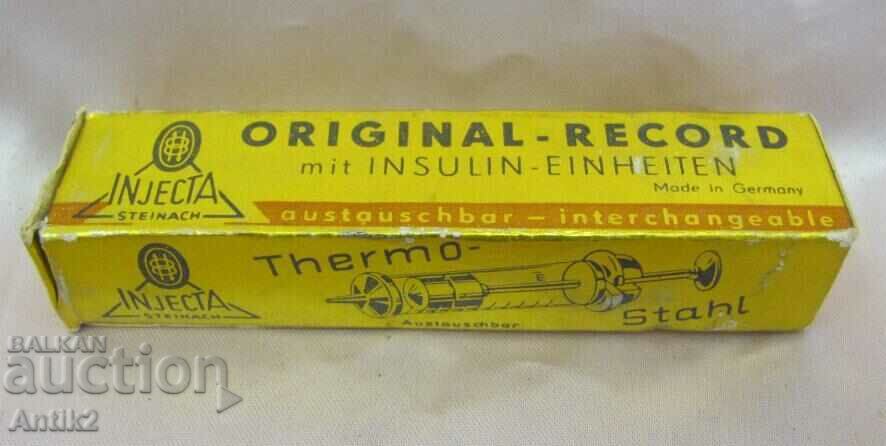 ORIGINAL-RECORD
mit INSULIN-EINHEITEN
Made in Germany
INJECTA
STEINACH
austauschbar — interchangeable
Thermo-
Stahl
Austauschbar
INJECTA
STEINACH
BALKAN
auction
Antik2